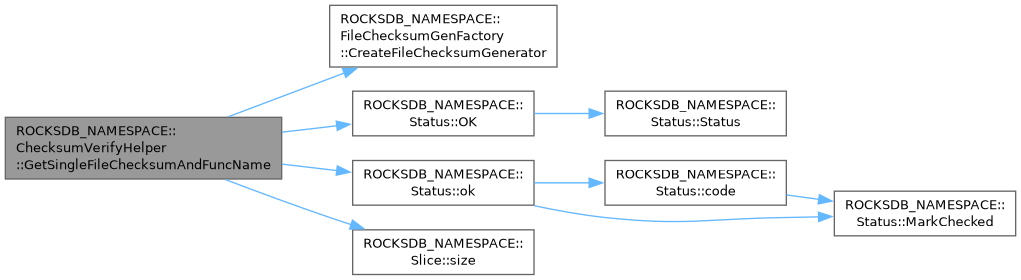 ROCKSDB_NAMESPACE::
ChecksumVerifyHelper
::GetSingleFileChecksumAndFuncName
ROCKSDB_NAMESPACE::
FileChecksumGenFactory
::CreateFileChecksumGenerator
ROCKSDB_NAMESPACE::
Status::OK
ROCKSDB_NAMESPACE::
Status::Status
ROCKSDB_NAMESPACE::
Status::ok
ROCKSDB_NAMESPACE::
Status::code
ROCKSDB_NAMESPACE::
Status::MarkChecked
ROCKSDB_NAMESPACE::
Slice::size